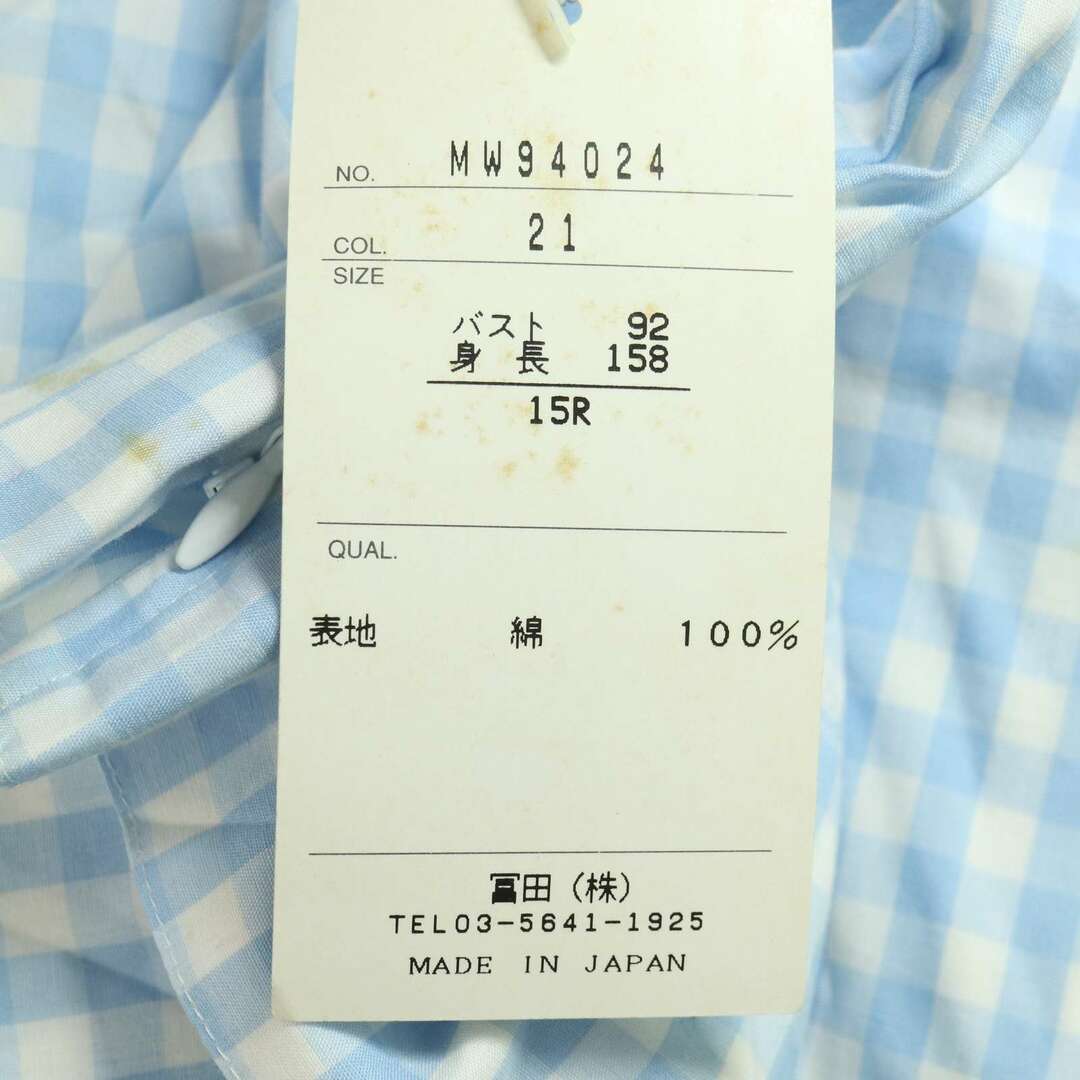 NO. MW94024
COL. 21
SIZE
バスト 92
身長 158
15R
QUAL.
表地 綿 100%
冨田(株)
TEL03-5641-1925
MADE IN JAPAN